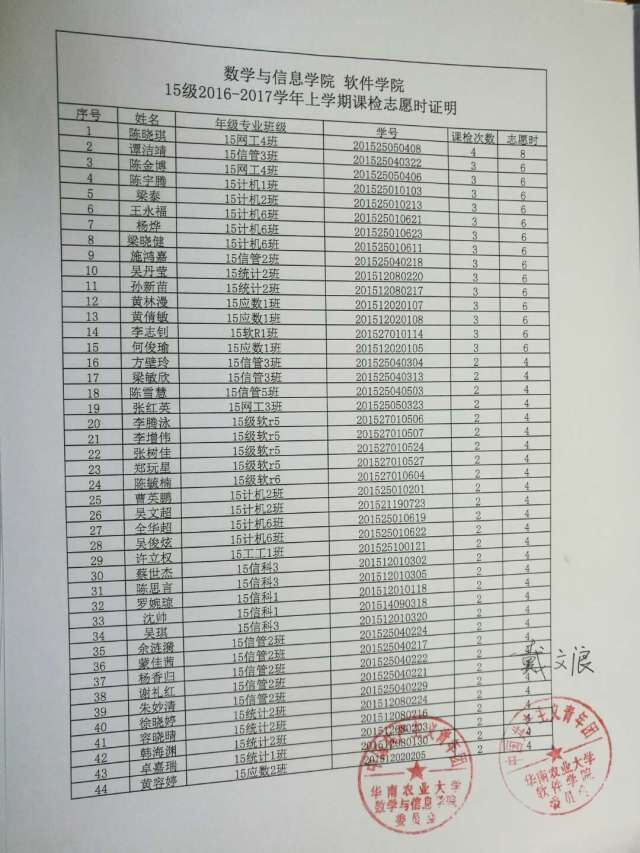 数学与信息学院 软件学院
15级2016-2017学年上学期课检志愿时证明
序号 姓名 年级专业班级 学号 课检次数 志愿时
1 陈晓琪 15网工4班 201525050408 4 8
2 谭洁靖 15信管3班 201525040322 3 6
3 陈金博 15网工4班 201525050406 3 6
4 陈宇腾 15计机1班 201525010103 3 6
5 梁泰 15计机2班 201525010213 3 6
6 王永福 15计机6班 201525010621 3 6
7 杨烨 15计机6班 201525010623 3 6
8 梁晓健 15计机6班 201525010611 3 6
9 施鸿嘉 15信管2班 201525040218 3 6
10 吴丹莹 15统计2班 201512080220 3 6
11 孙新苗 15统计2班 201512080217 3 6
12 黄林漫 15应数1班 201512020107 3 6
13 黄倩敏 15应数1班 201512020108 3 6
14 李志钊 15软R1班 201527010114 3 6
15 何俊瑜 15应数1班 201512020105 3 6
16 方壁玲 15信管3班 201525040304 2 4
17 梁敏欣 15信管3班 201525040313 2 4
18 陈雪慧 15信管5班 2 4
19 张红英 15网工3班 201525050323 2 4
20 李腾泳 15级软r5 201527010506 2 4
21 李增伟 15级软r5 201527010507 2 4
22 张树佳 15级软r5 201527010524 2 4
23 郑玩星 15级软r5 201527010527 2 4
24 陈毓楠 15级软r6 201527010604 2 4
25 曹英鹏 15计机2班 201525010201 2 4
26 吴文超 15计机2班 201521190723 2 4
27 全华超 15计机6班 201525010619 2 4
28 吴俊炫 15计机6班 201525010622 2 4
29 许立权 15工工1班 201525100121 2 4
30 蔡世杰 15信科3 201512010302 2 4
31 陈思言 15信科3 201512010305 2 4
32 罗婉琼 15信科1 201512010118 2 4
33 沈帅 15信科1 201514090318 2 4
34 吴琪 15信管2班 201525040224 2 4
35 余涟漪 15信管2班 201525040217 2 4
36 蒙佳茜 15信管2班 201525040220 2 4
37 杨香归 15信管2班 2 4
38 谢礼红 15信管2班 2 4
39 朱妙清 15统计2班 2 4
40 徐晓婷 15统计2班 2 4
41 容晓晴 15统计2班 2 4
42 韩海渊 15统计1班 2 4
43 卓嘉瑞 2 4
44 黄容婷 15应数2班 201512020205 2 4
戴文浪
华南农业大学
数学与信息学院
委员会
中国共产主义青年团
华南农业大学
软件学院
委员会